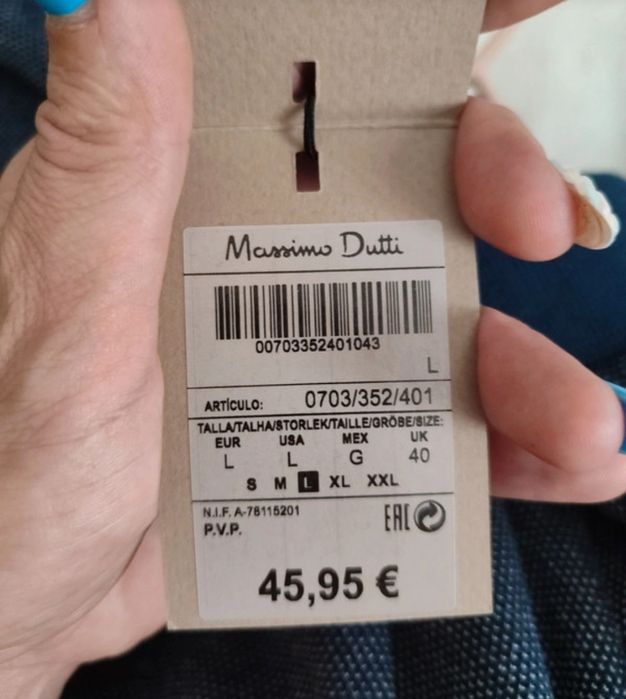 Massimo Dutti
00703352401043
L
ARTÍCULO: 0703/352/401
TALLA/TALHA/STORLEK/TAILLE/GRÖBE/SIZE:
EUR USA MEX UK
L L G 40
S M L XL XXL
N.I.F. A-78115201
P.V.P.
EAC
45,95 €